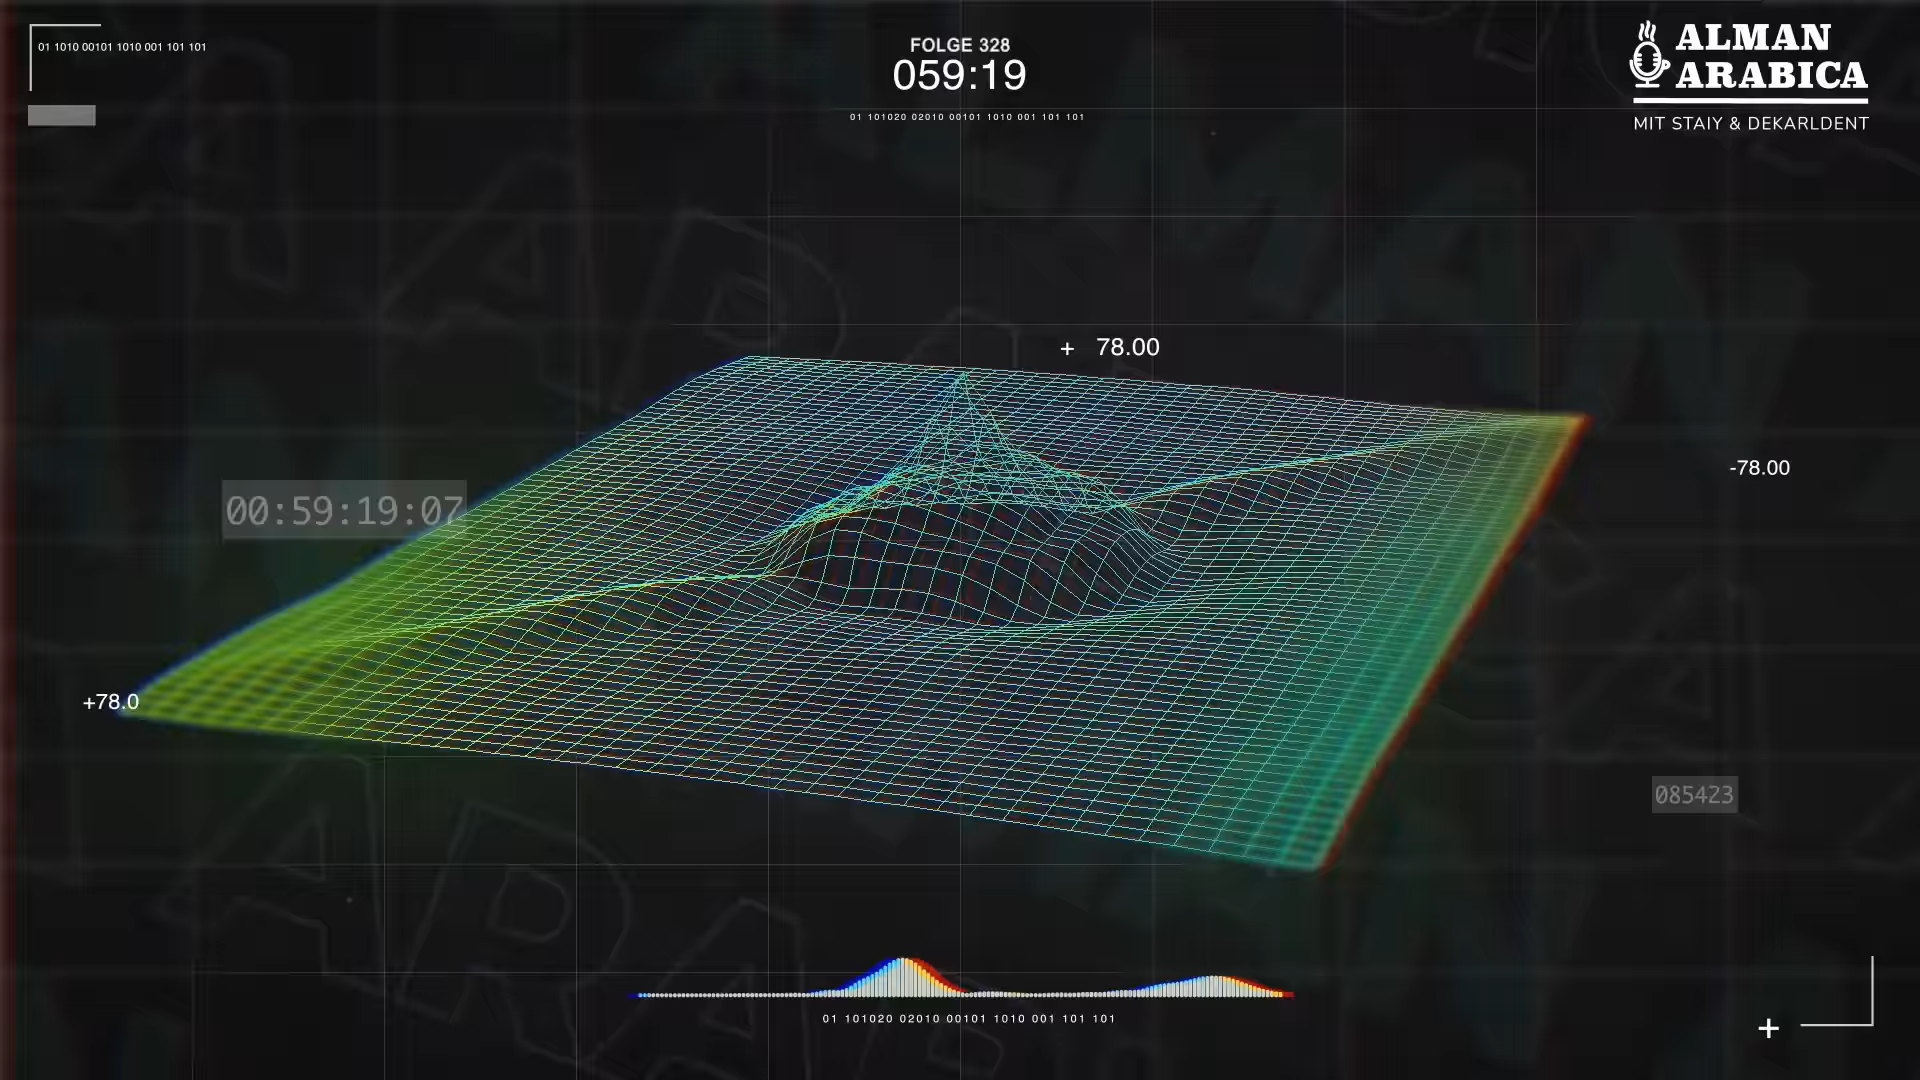 01 1010 00101 1010 001 101 101
FOLGE 328
059:19
01 101020 02010 00101 1010 001 101 101
ALMAN
ARABICA
MIT STAIY & DEKARLDENT
+ 78.00
-78.00
00:59:19:07
+78.0
085423
01 101020 02010 00101 1010 001 101 101
+